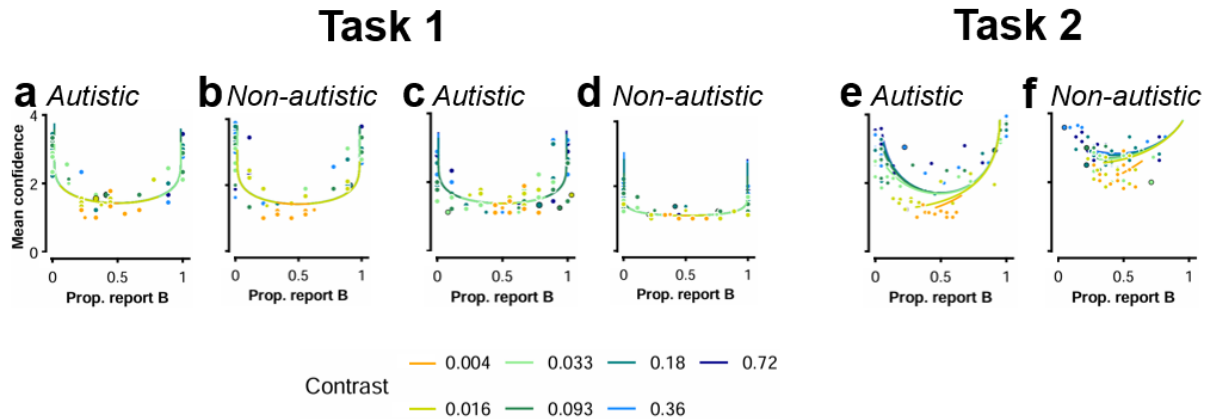 Task 1
Task 2
a Autistic
b Non-autistic
c Autistic
d Non-autistic
e Autistic
f Non-autistic
Mean confidence
4
2
0
0 0.5 1
0 0.5 1
0 0.5 1
0 0.5 1
0 0.5 1
0 0.5 1
Prop. report B
Prop. report B
Prop. report B
Prop. report B
Prop. report B
Prop. report B
Contrast
0.004 0.033 0.18 0.72
0.016 0.093 0.36